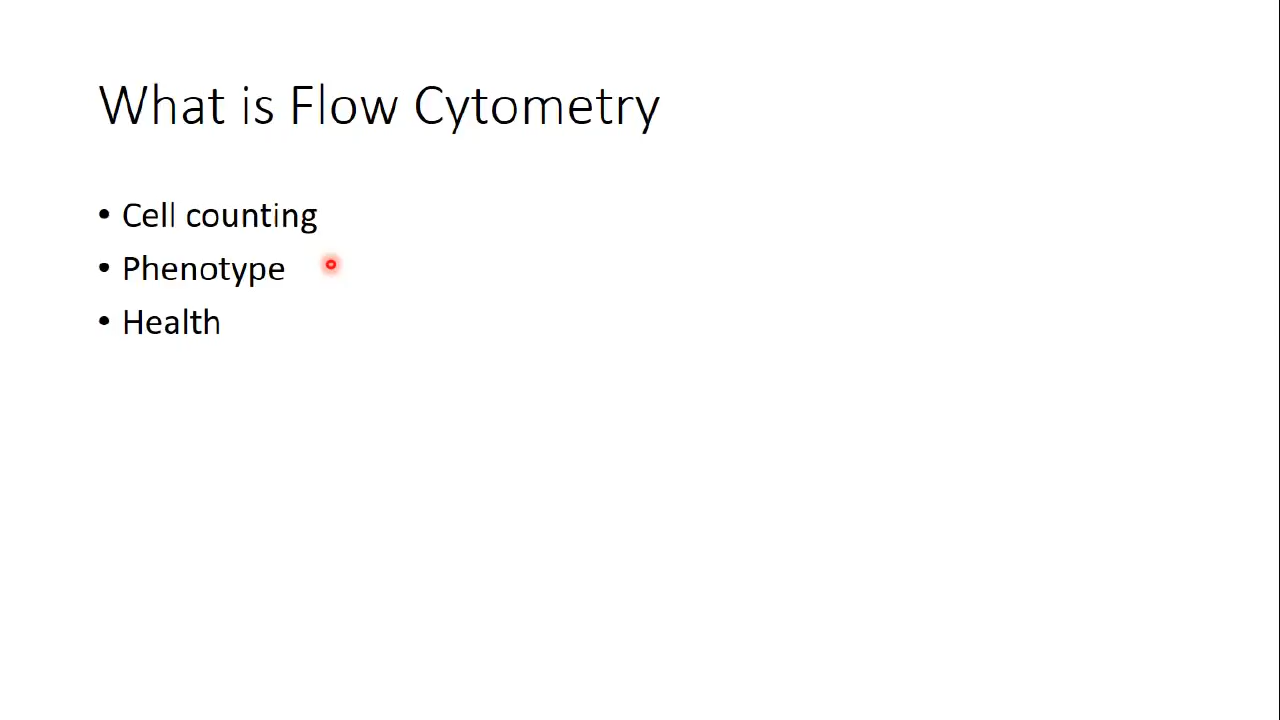 What is Flow Cytometry
• Cell counting
• Phenotype
• Health